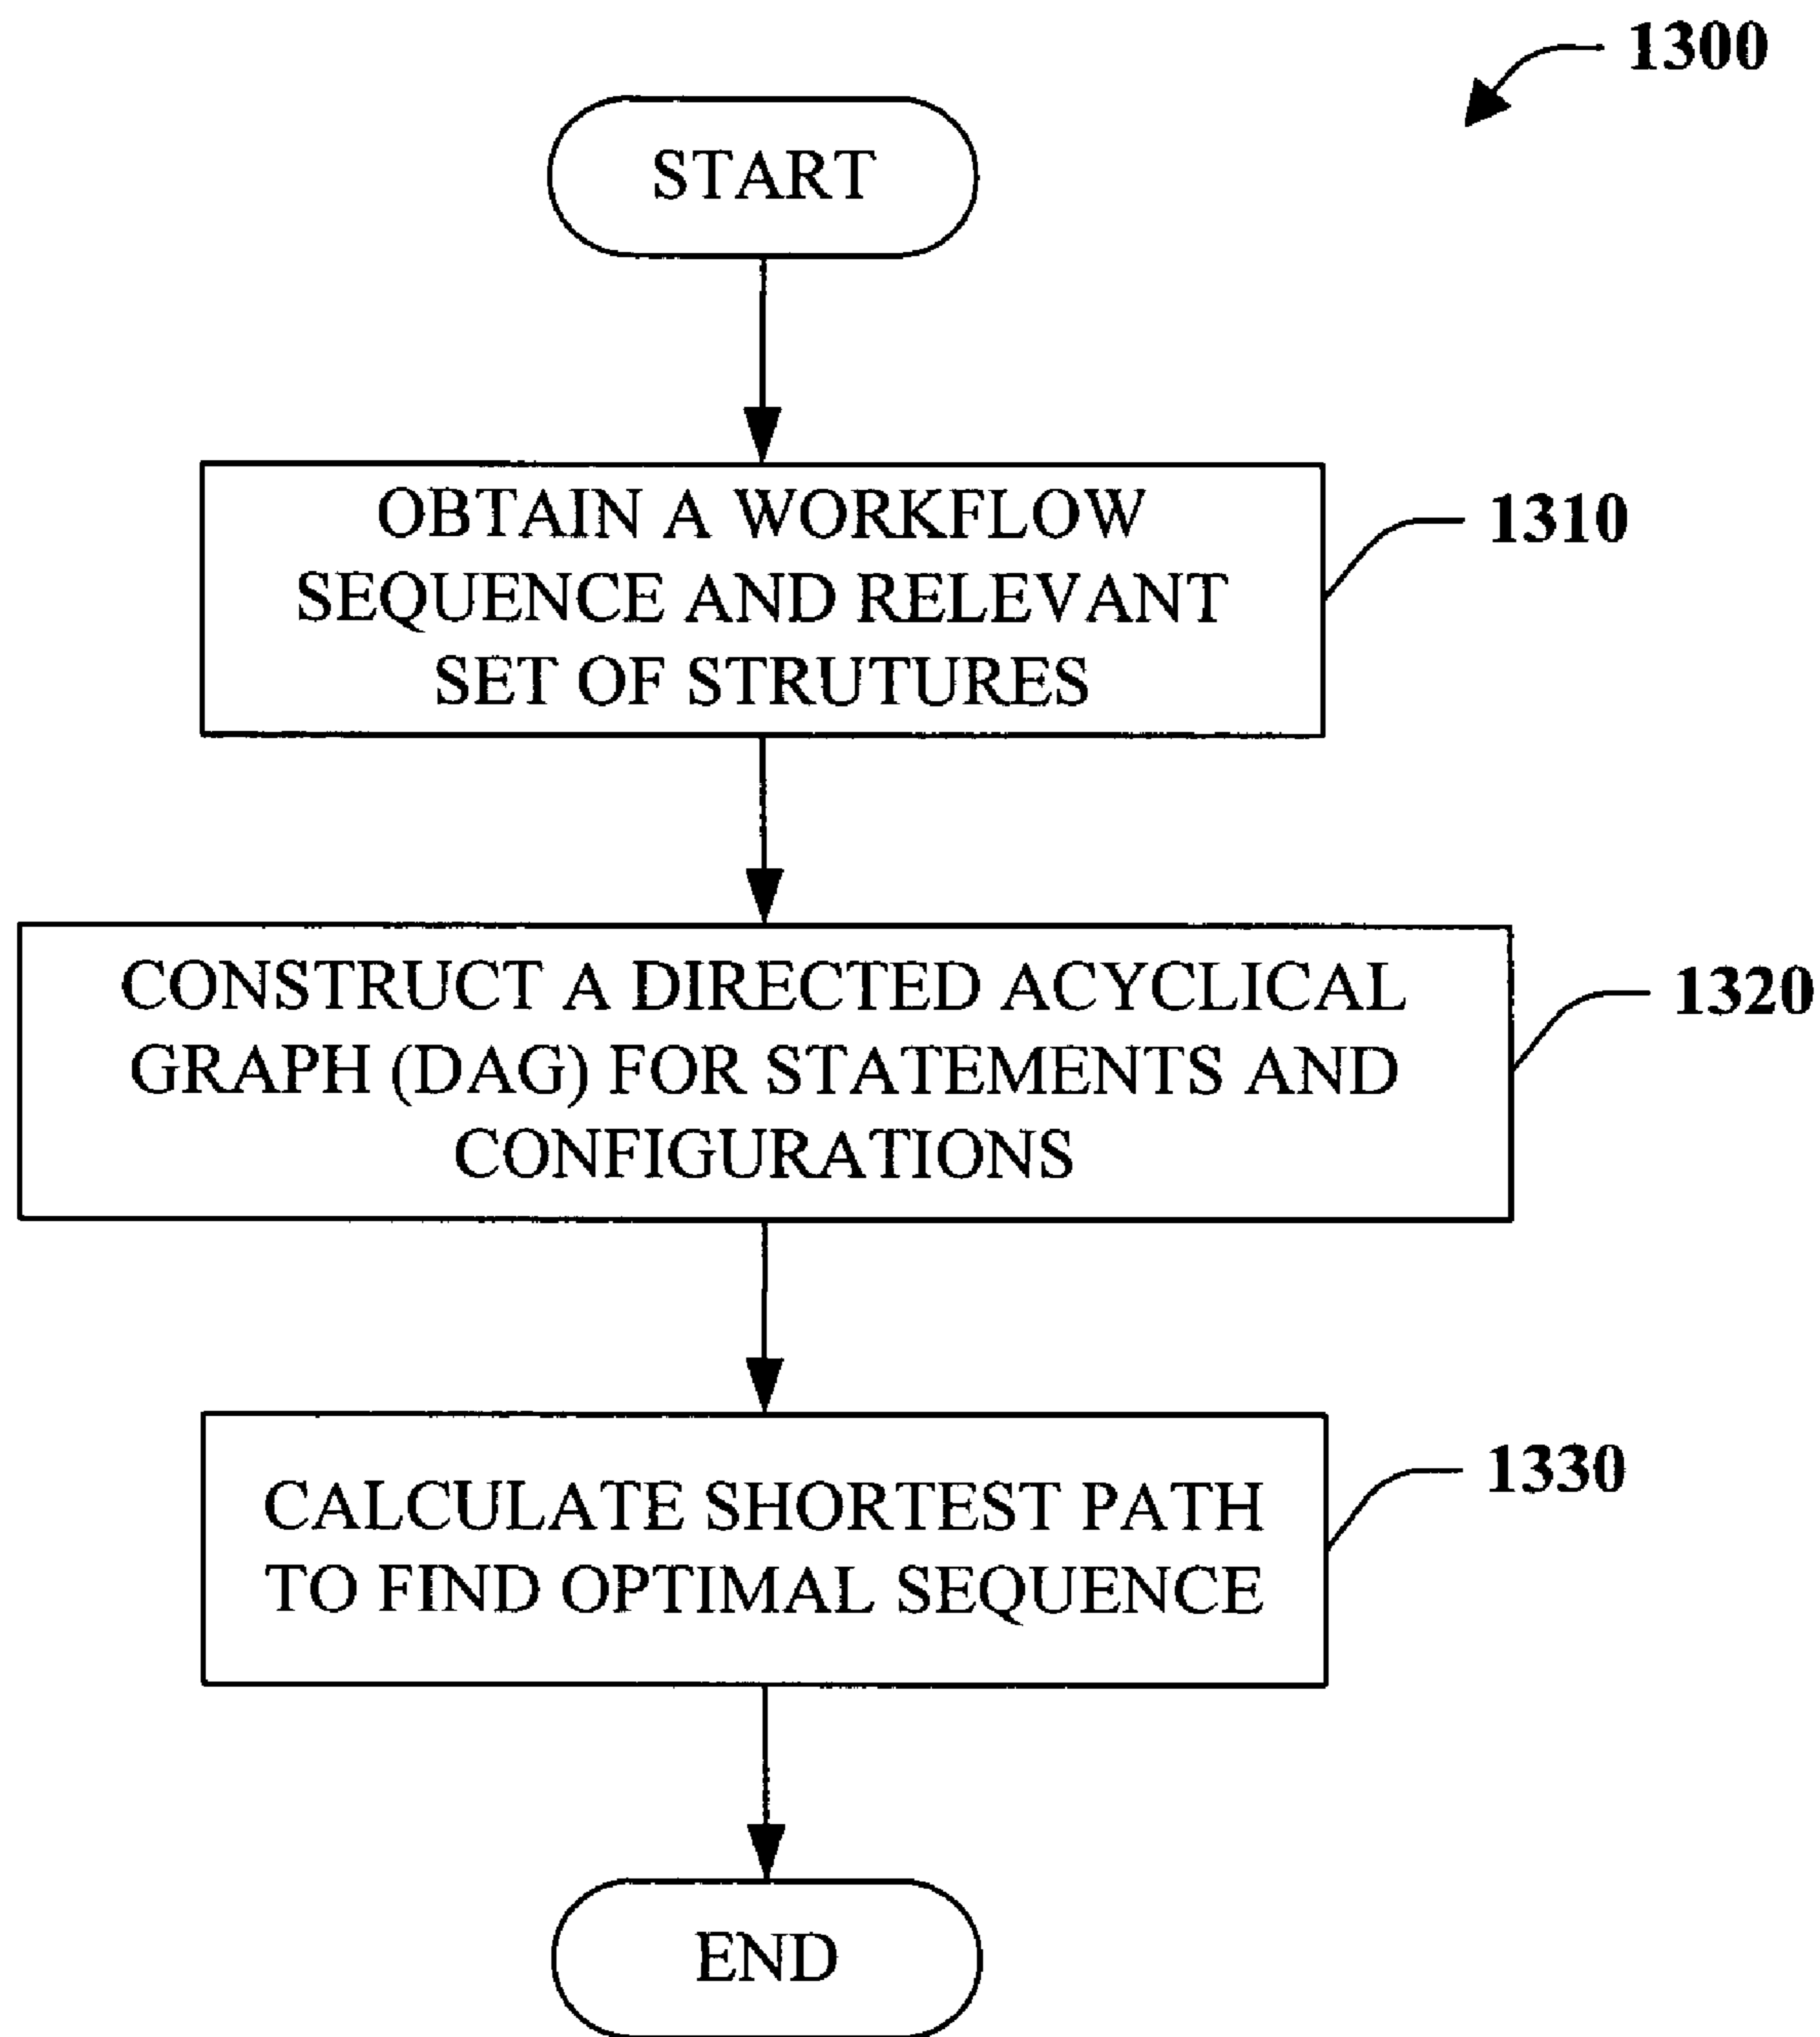 1300
START
OBTAIN A WORKFLOW
SEQUENCE AND RELEVANT
SET OF STRUTURES
1310
CONSTRUCT A DIRECTED ACYCLICAL
GRAPH (DAG) FOR STATEMENTS AND
CONFIGURATIONS
1320
CALCULATE SHORTEST PATH
TO FIND OPTIMAL SEQUENCE
1330
END